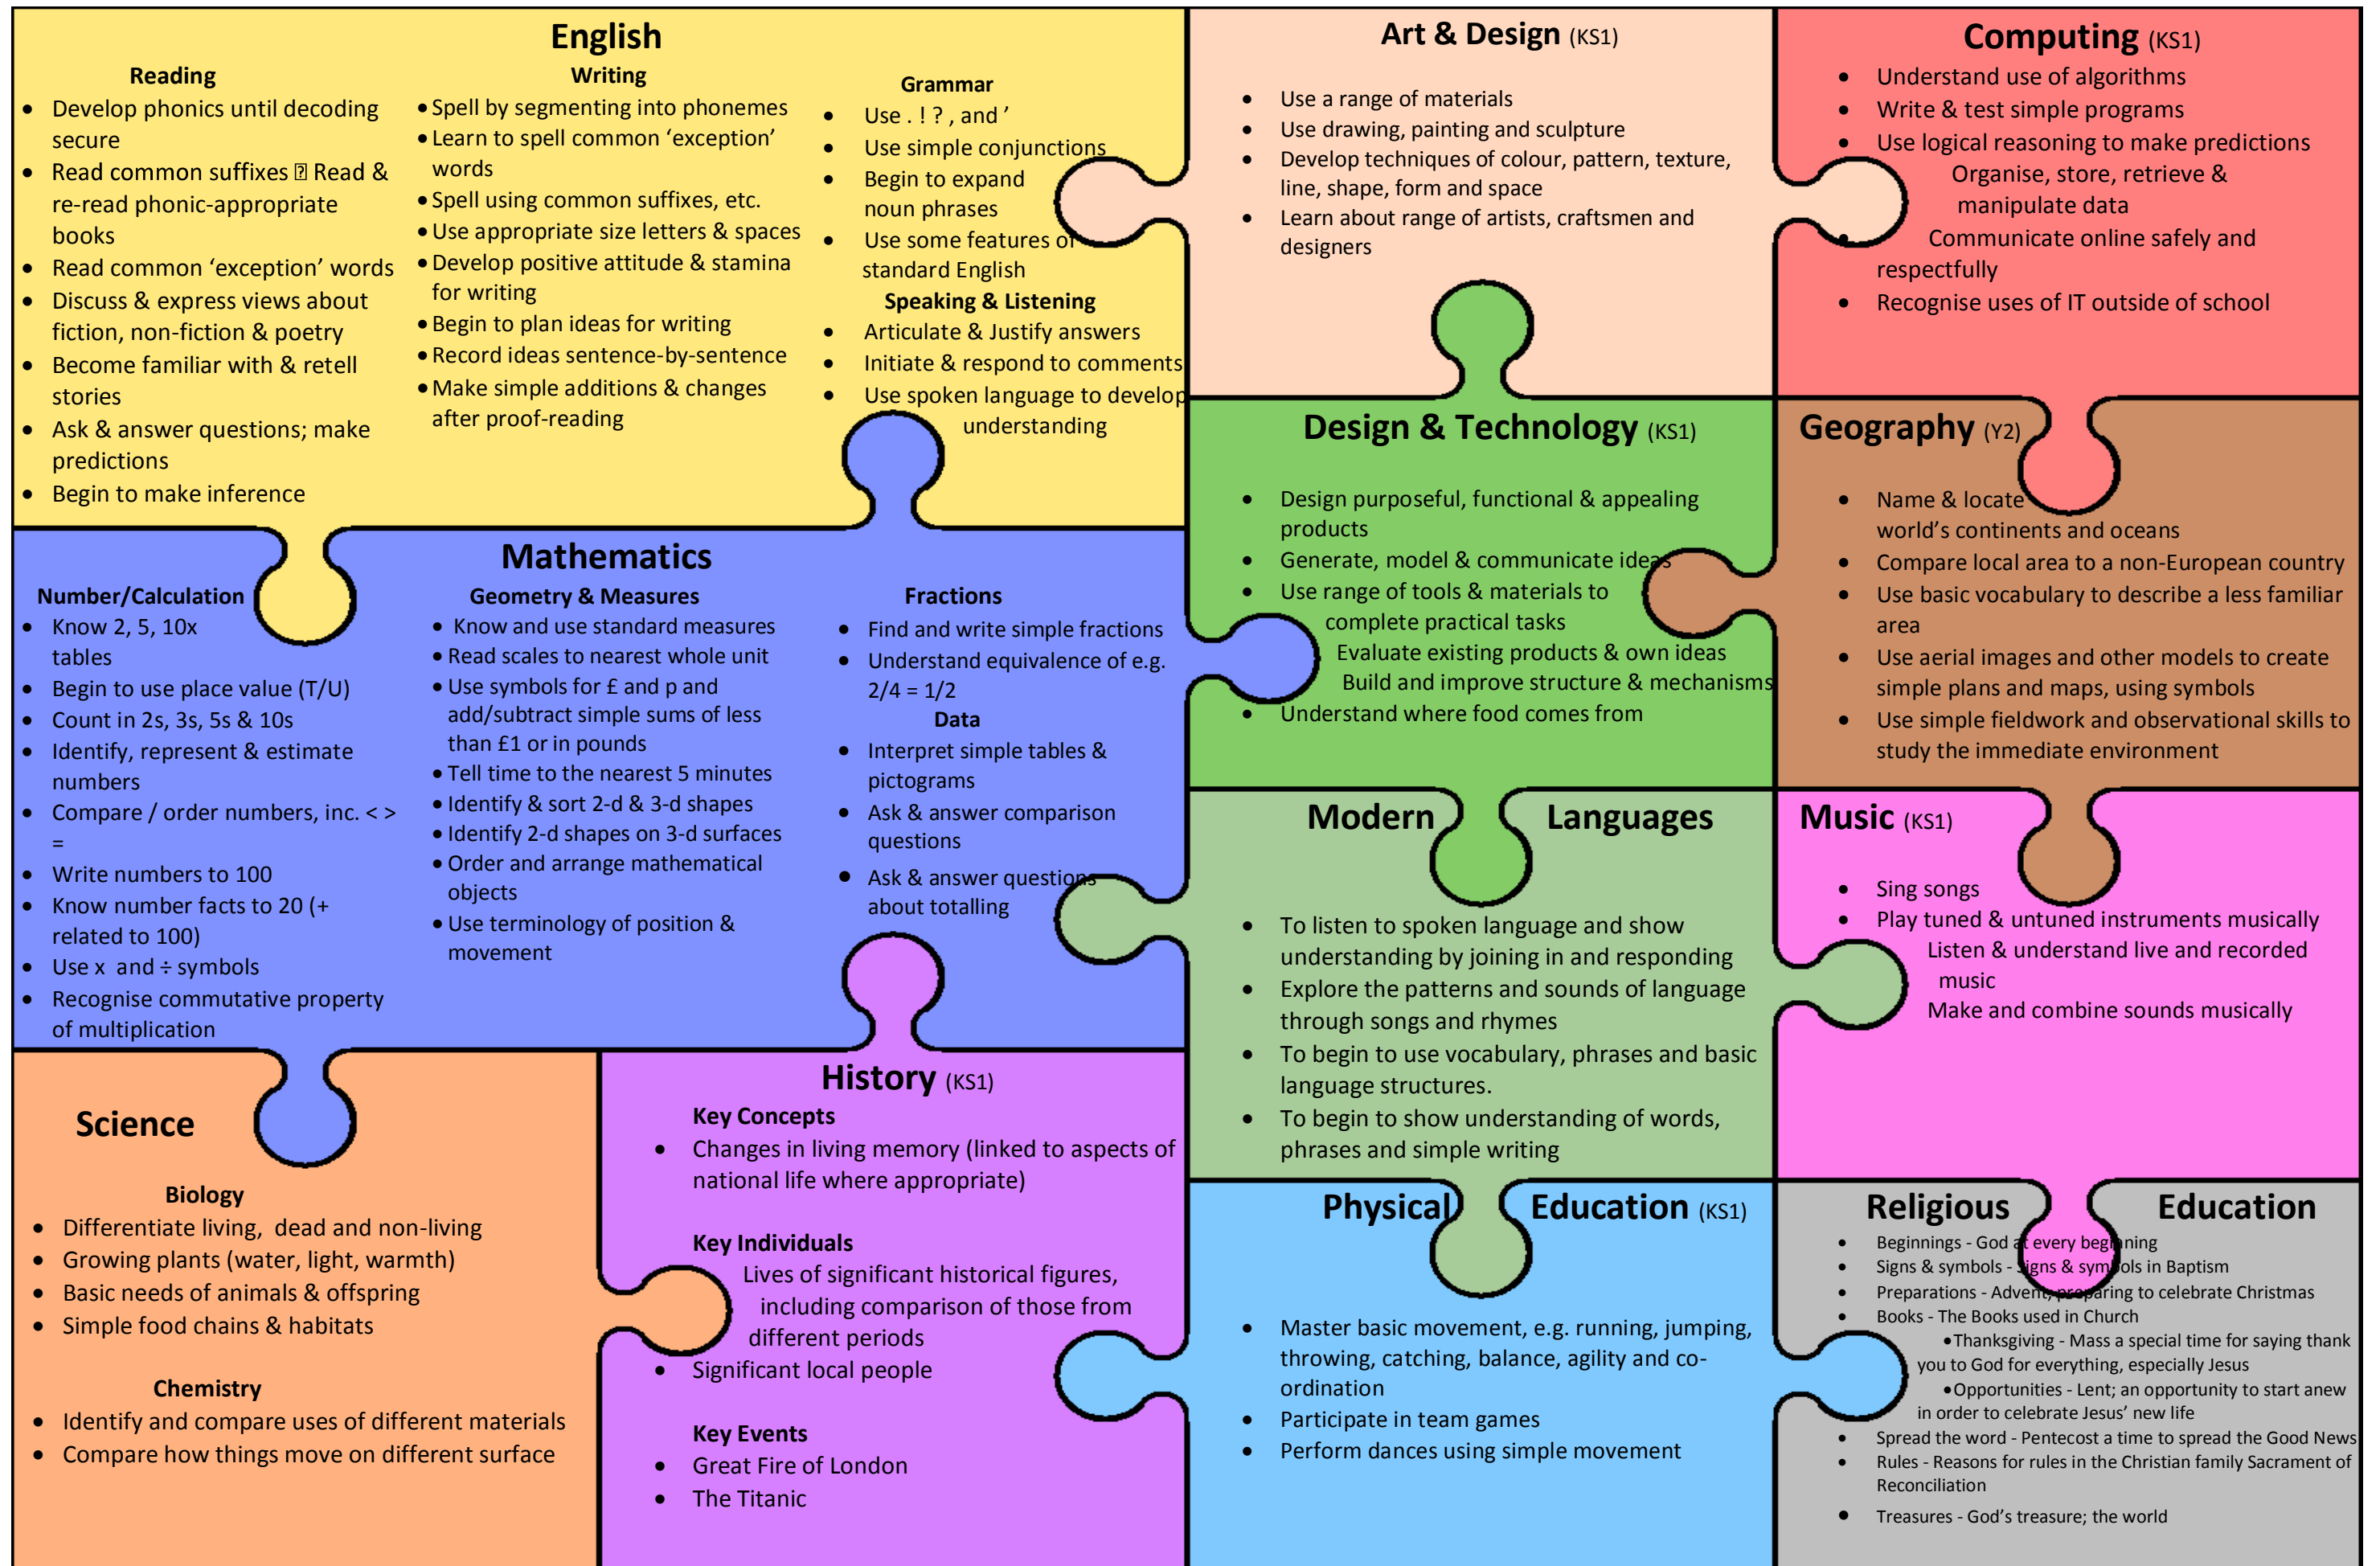 English
Reading
• Develop phonics until decoding
secure
• Read common suffixes ⍰ Read &
re-read phonic-appropriate
books
• Read common ‘exception’ words
• Discuss & express views about
fiction, non-fiction & poetry
• Become familiar with & retell
stories
• Ask & answer questions; make
predictions
• Begin to make inference
Writing
• Spell by segmenting into phonemes
• Learn to spell common ‘exception’
words
• Spell using common suffixes, etc.
• Use appropriate size letters & spaces
• Develop positive attitude & stamina
for writing
• Begin to plan ideas for writing
• Record ideas sentence-by-sentence
• Make simple additions & changes
after proof-reading
Grammar
• Use . ! ? , and ’
• Use simple conjunctions
• Begin to expand
noun phrases
• Use some features of
standard English
Speaking & Listening
• Articulate & Justify answers
• Initiate & respond to comments
• Use spoken language to develop
understanding
Art & Design (KS1)
• Use a range of materials
• Use drawing, painting and sculpture
• Develop techniques of colour, pattern, texture,
line, shape, form and space
• Learn about range of artists, craftsmen and
designers
Computing (KS1)
• Understand use of algorithms
• Write & test simple programs
• Use logical reasoning to make predictions
Organise, store, retrieve &
manipulate data
• Communicate online safely and
respectfully
• Recognise uses of IT outside of school
Mathematics
Number/Calculation
• Know 2, 5, 10x
tables
• Begin to use place value (T/U)
• Count in 2s, 3s, 5s & 10s
• Identify, represent & estimate
numbers
• Compare / order numbers, inc. < >
=
• Write numbers to 100
• Know number facts to 20 (+
related to 100)
• Use x and ÷ symbols
• Recognise commutative property
of multiplication
Geometry & Measures
• Know and use standard measures
• Read scales to nearest whole unit
• Use symbols for £ and p and
add/subtract simple sums of less
than £1 or in pounds
• Tell time to the nearest 5 minutes
• Identify & sort 2-d & 3-d shapes
• Identify 2-d shapes on 3-d surfaces
• Order and arrange mathematical
objects
• Use terminology of position &
movement
Fractions
• Find and write simple fractions
• Understand equivalence of e.g.
2/4 = 1/2
Data
• Interpret simple tables &
pictograms
• Ask & answer comparison
questions
• Ask & answer questions
about totalling
Design & Technology (KS1)
• Design purposeful, functional & appealing
products
• Generate, model & communicate ideas
• Use range of tools & materials to
complete practical tasks
Evaluate existing products & own ideas
Build and improve structure & mechanisms
• Understand where food comes from
Geography (Y2)
• Name & locate
world’s continents and oceans
• Compare local area to a non-European country
• Use basic vocabulary to describe a less familiar
area
• Use aerial images and other models to create
simple plans and maps, using symbols
• Use simple fieldwork and observational skills to
study the immediate environment
Modern Languages
• To listen to spoken language and show
understanding by joining in and responding
• Explore the patterns and sounds of language
through songs and rhymes
• To begin to use vocabulary, phrases and basic
language structures.
• To begin to show understanding of words,
phrases and simple writing
Music (KS1)
• Sing songs
• Play tuned & untuned instruments musically
Listen & understand live and recorded
music
Make and combine sounds musically
Science
Biology
• Differentiate living, dead and non-living
• Growing plants (water, light, warmth)
• Basic needs of animals & offspring
• Simple food chains & habitats
Chemistry
• Identify and compare uses of different materials
• Compare how things move on different surface
History (KS1)
Key Concepts
• Changes in living memory (linked to aspects of
national life where appropriate)
Key Individuals
Lives of significant historical figures,
including comparison of those from
different periods
• Significant local people
Key Events
• Great Fire of London
• The Titanic
Physical Education (KS1)
• Master basic movement, e.g. running, jumping,
throwing, catching, balance, agility and co-
ordination
• Participate in team games
• Perform dances using simple movement
Religious Education
• Beginnings - God at every beginning
• Signs & symbols - Signs & symbols in Baptism
• Preparations - Advent; preparing to celebrate Christmas
• Books - The Books used in Church
• Thanksgiving - Mass a special time for saying thank
you to God for everything, especially Jesus
• Opportunities - Lent; an opportunity to start anew
in order to celebrate Jesus’ new life
• Spread the word - Pentecost a time to spread the Good News
• Rules - Reasons for rules in the Christian family Sacrament of
Reconciliation
• Treasures - God’s treasure; the world